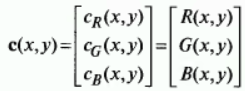 c(x,y) = [ c_R(x,y) ] = [ R(x,y) ]
[ c_G(x,y) ] [ G(x,y) ]
[ c_B(x,y) ] [ B(x,y) ]